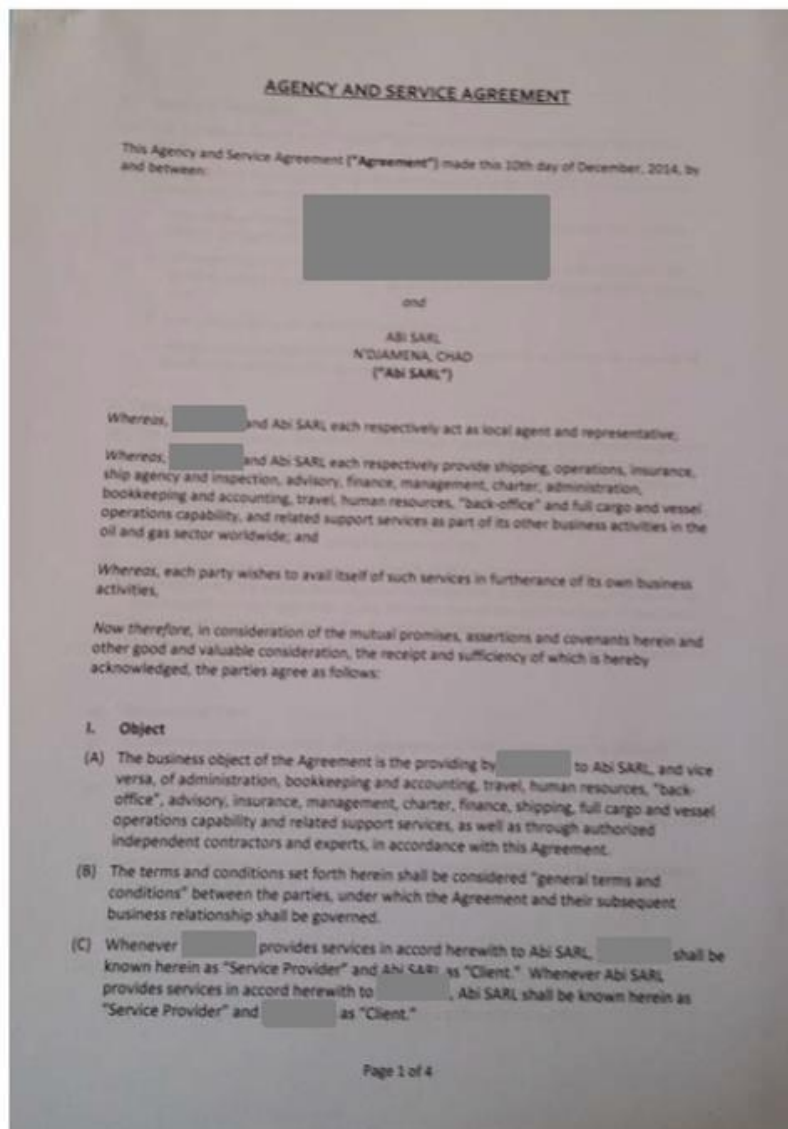 AGENCY AND SERVICE AGREEMENT
This Agency and Service Agreement ("Agreement") made this 10th day of December, 2014, by
and between:
and
ABI SARL
N'DJAMENA, CHAD
("Abi SARL")
Whereas, and Abi SARL each respectively act as local agent and representative;
Whereas, and Abi SARL each respectively provide shipping, operations, insurance,
ship agency and inspection, advisory, finance, management, charter, administration,
bookkeeping and accounting, travel, human resources, "back-office" and full cargo and vessel
operations capability, and related support services as part of its other business activities in the
oil and gas sector worldwide; and
Whereas, each party wishes to avail itself of such services in furtherance of its own business
activities,
Now therefore, in consideration of the mutual promises, assertions and covenants herein and
other good and valuable consideration, the receipt and sufficiency of which is hereby
acknowledged, the parties agree as follows:
I. Object
(A) The business object of the Agreement is the providing by to Abi SARL, and vice
versa, of administration, bookkeeping and accounting, travel, human resources, "back-
office", advisory, insurance, management, charter, finance, shipping, full cargo and vessel
operations capability and related support services, as well as through authorized
independent contractors and experts, in accordance with this Agreement.
(B) The terms and conditions set forth herein shall be considered "general terms and
conditions" between the parties, under which the Agreement and their subsequent
business relationship shall be governed.
(C) Whenever provides services in accord herewith to Abi SARL, shall be
known herein as "Service Provider" and Abi SARL as "Client." Whenever Abi SARL
provides services in accord herewith to , Abi SARL shall be known herein as
"Service Provider" and as "Client."
Page 1 of 4